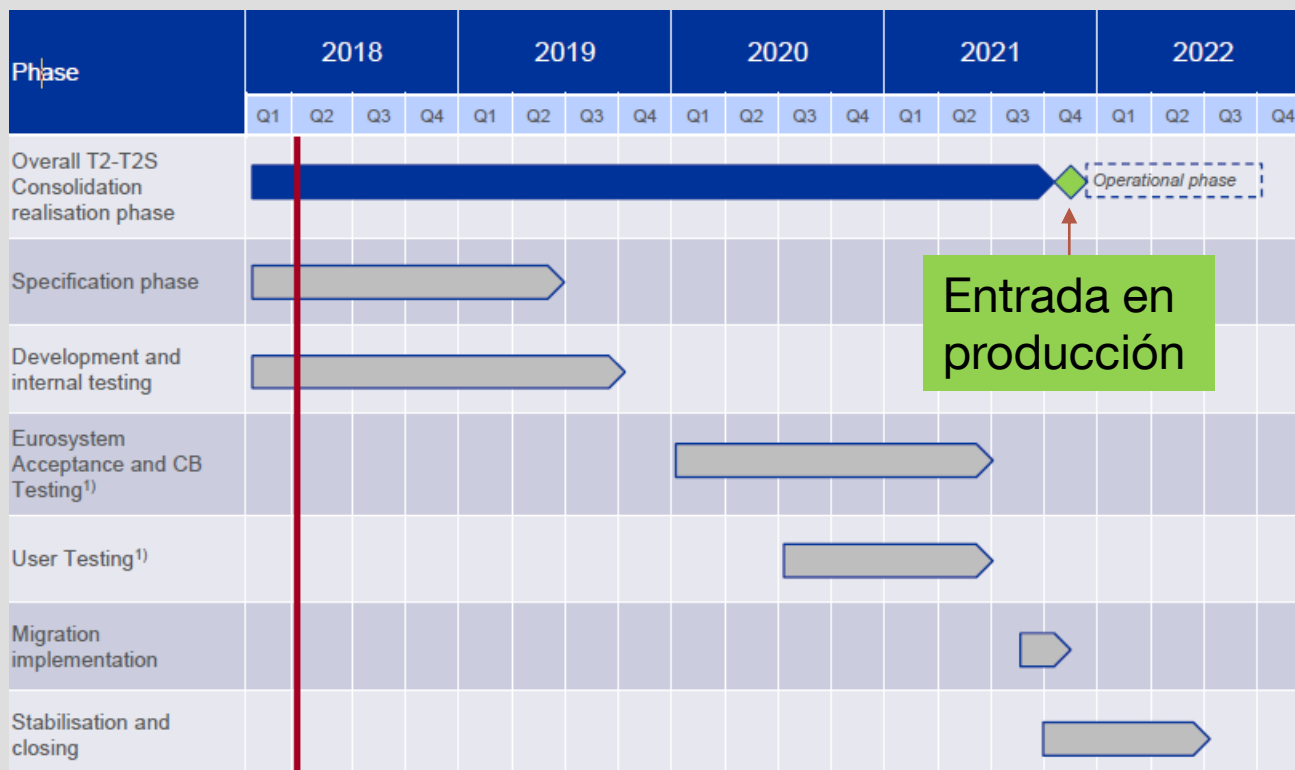 Phase
2018 2019 2020 2021 2022
Q1 Q2 Q3 Q4 Q1 Q2 Q3 Q4 Q1 Q2 Q3 Q4 Q1 Q2 Q3 Q4 Q1 Q2 Q3 Q4
Overall T2-T2S
Consolidation
realisation phase
Operational phase
Specification phase
Entrada en
producción
Development and
internal testing
Eurosystem
Acceptance and CB
Testing1)
User Testing1)
Migration
implementation
Stabilisation and
closing